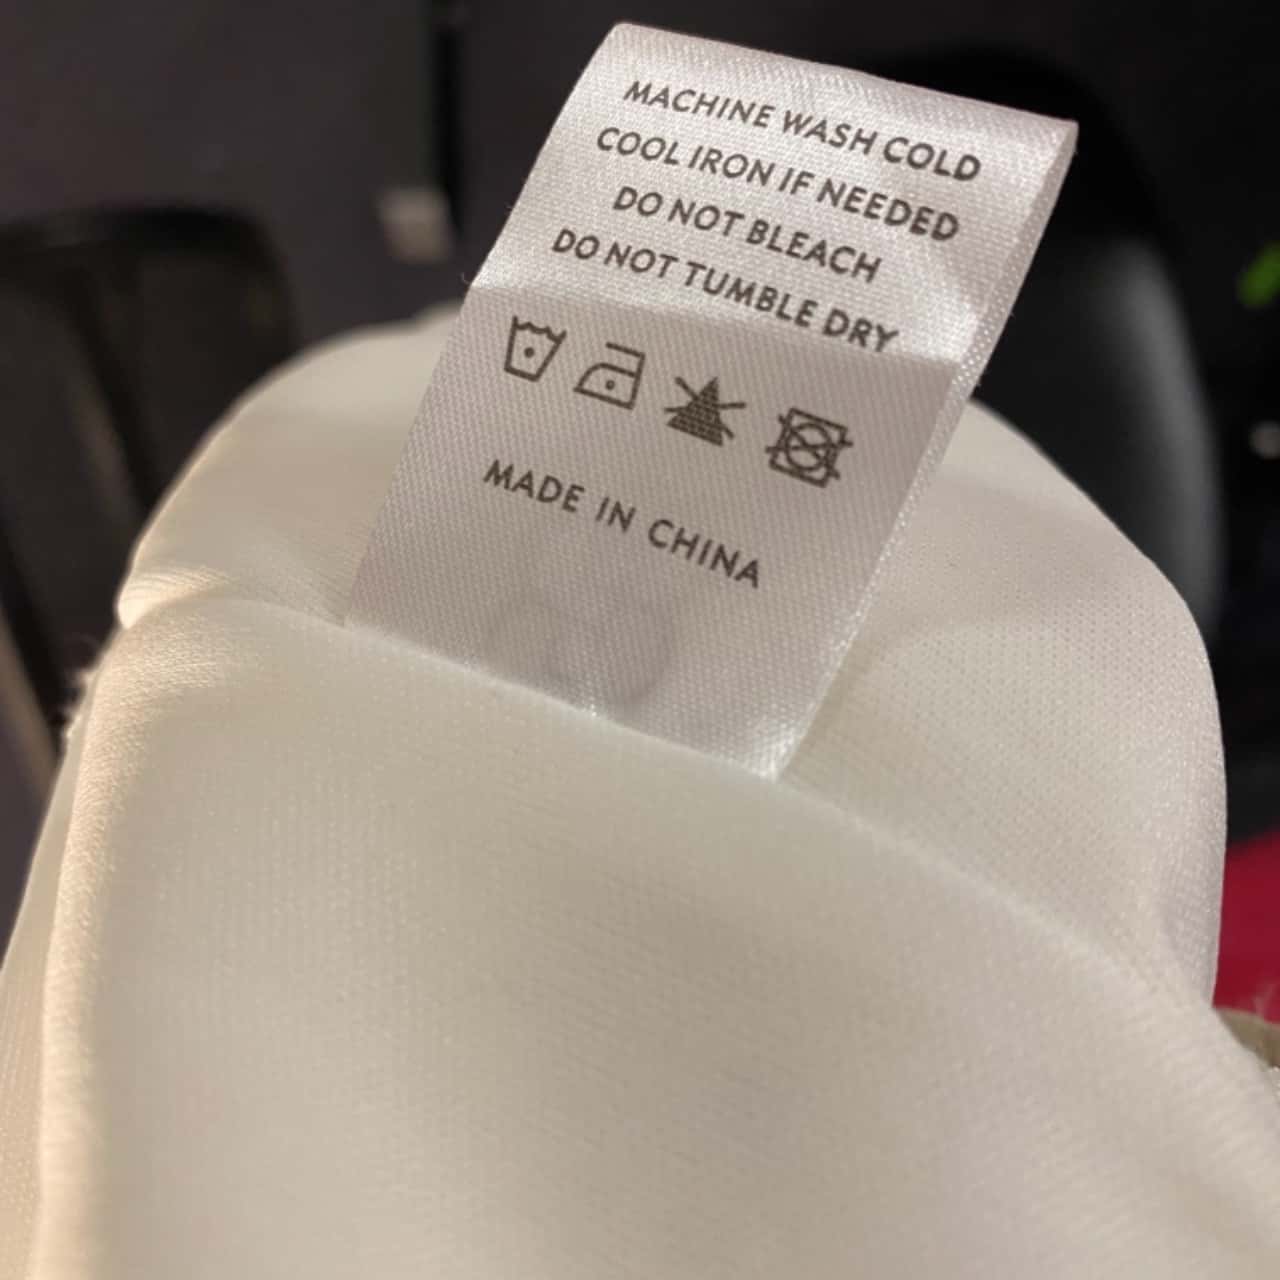 MACHINE WASH COLD
COOL IRON IF NEEDED
DO NOT BLEACH
DO NOT TUMBLE DRY
MADE IN CHINA